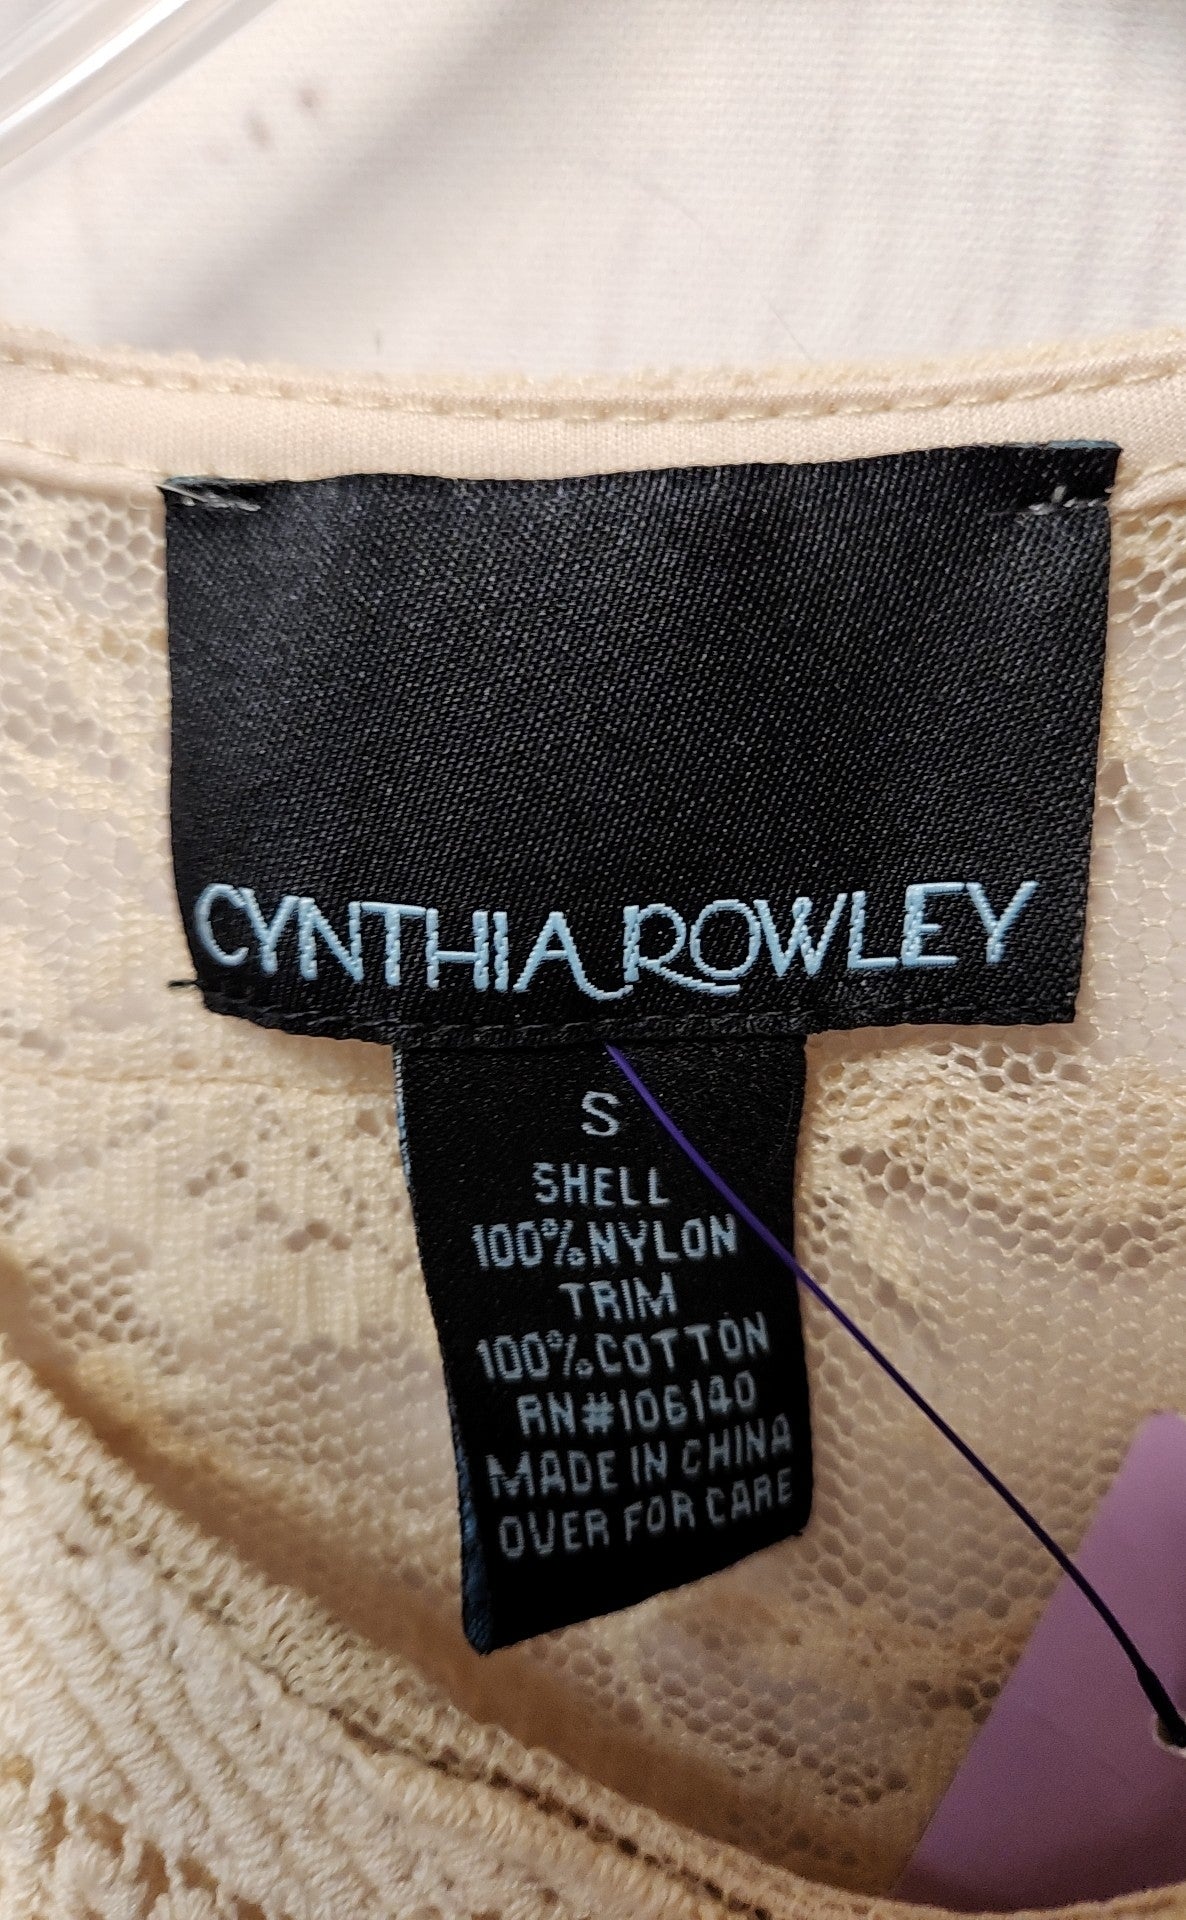 CYNTHIA ROWLEY
S
SHELL
100% NYLON
TRIM
100% COTTON
RN#106140
MADE IN CHINA
OVER FOR CARE